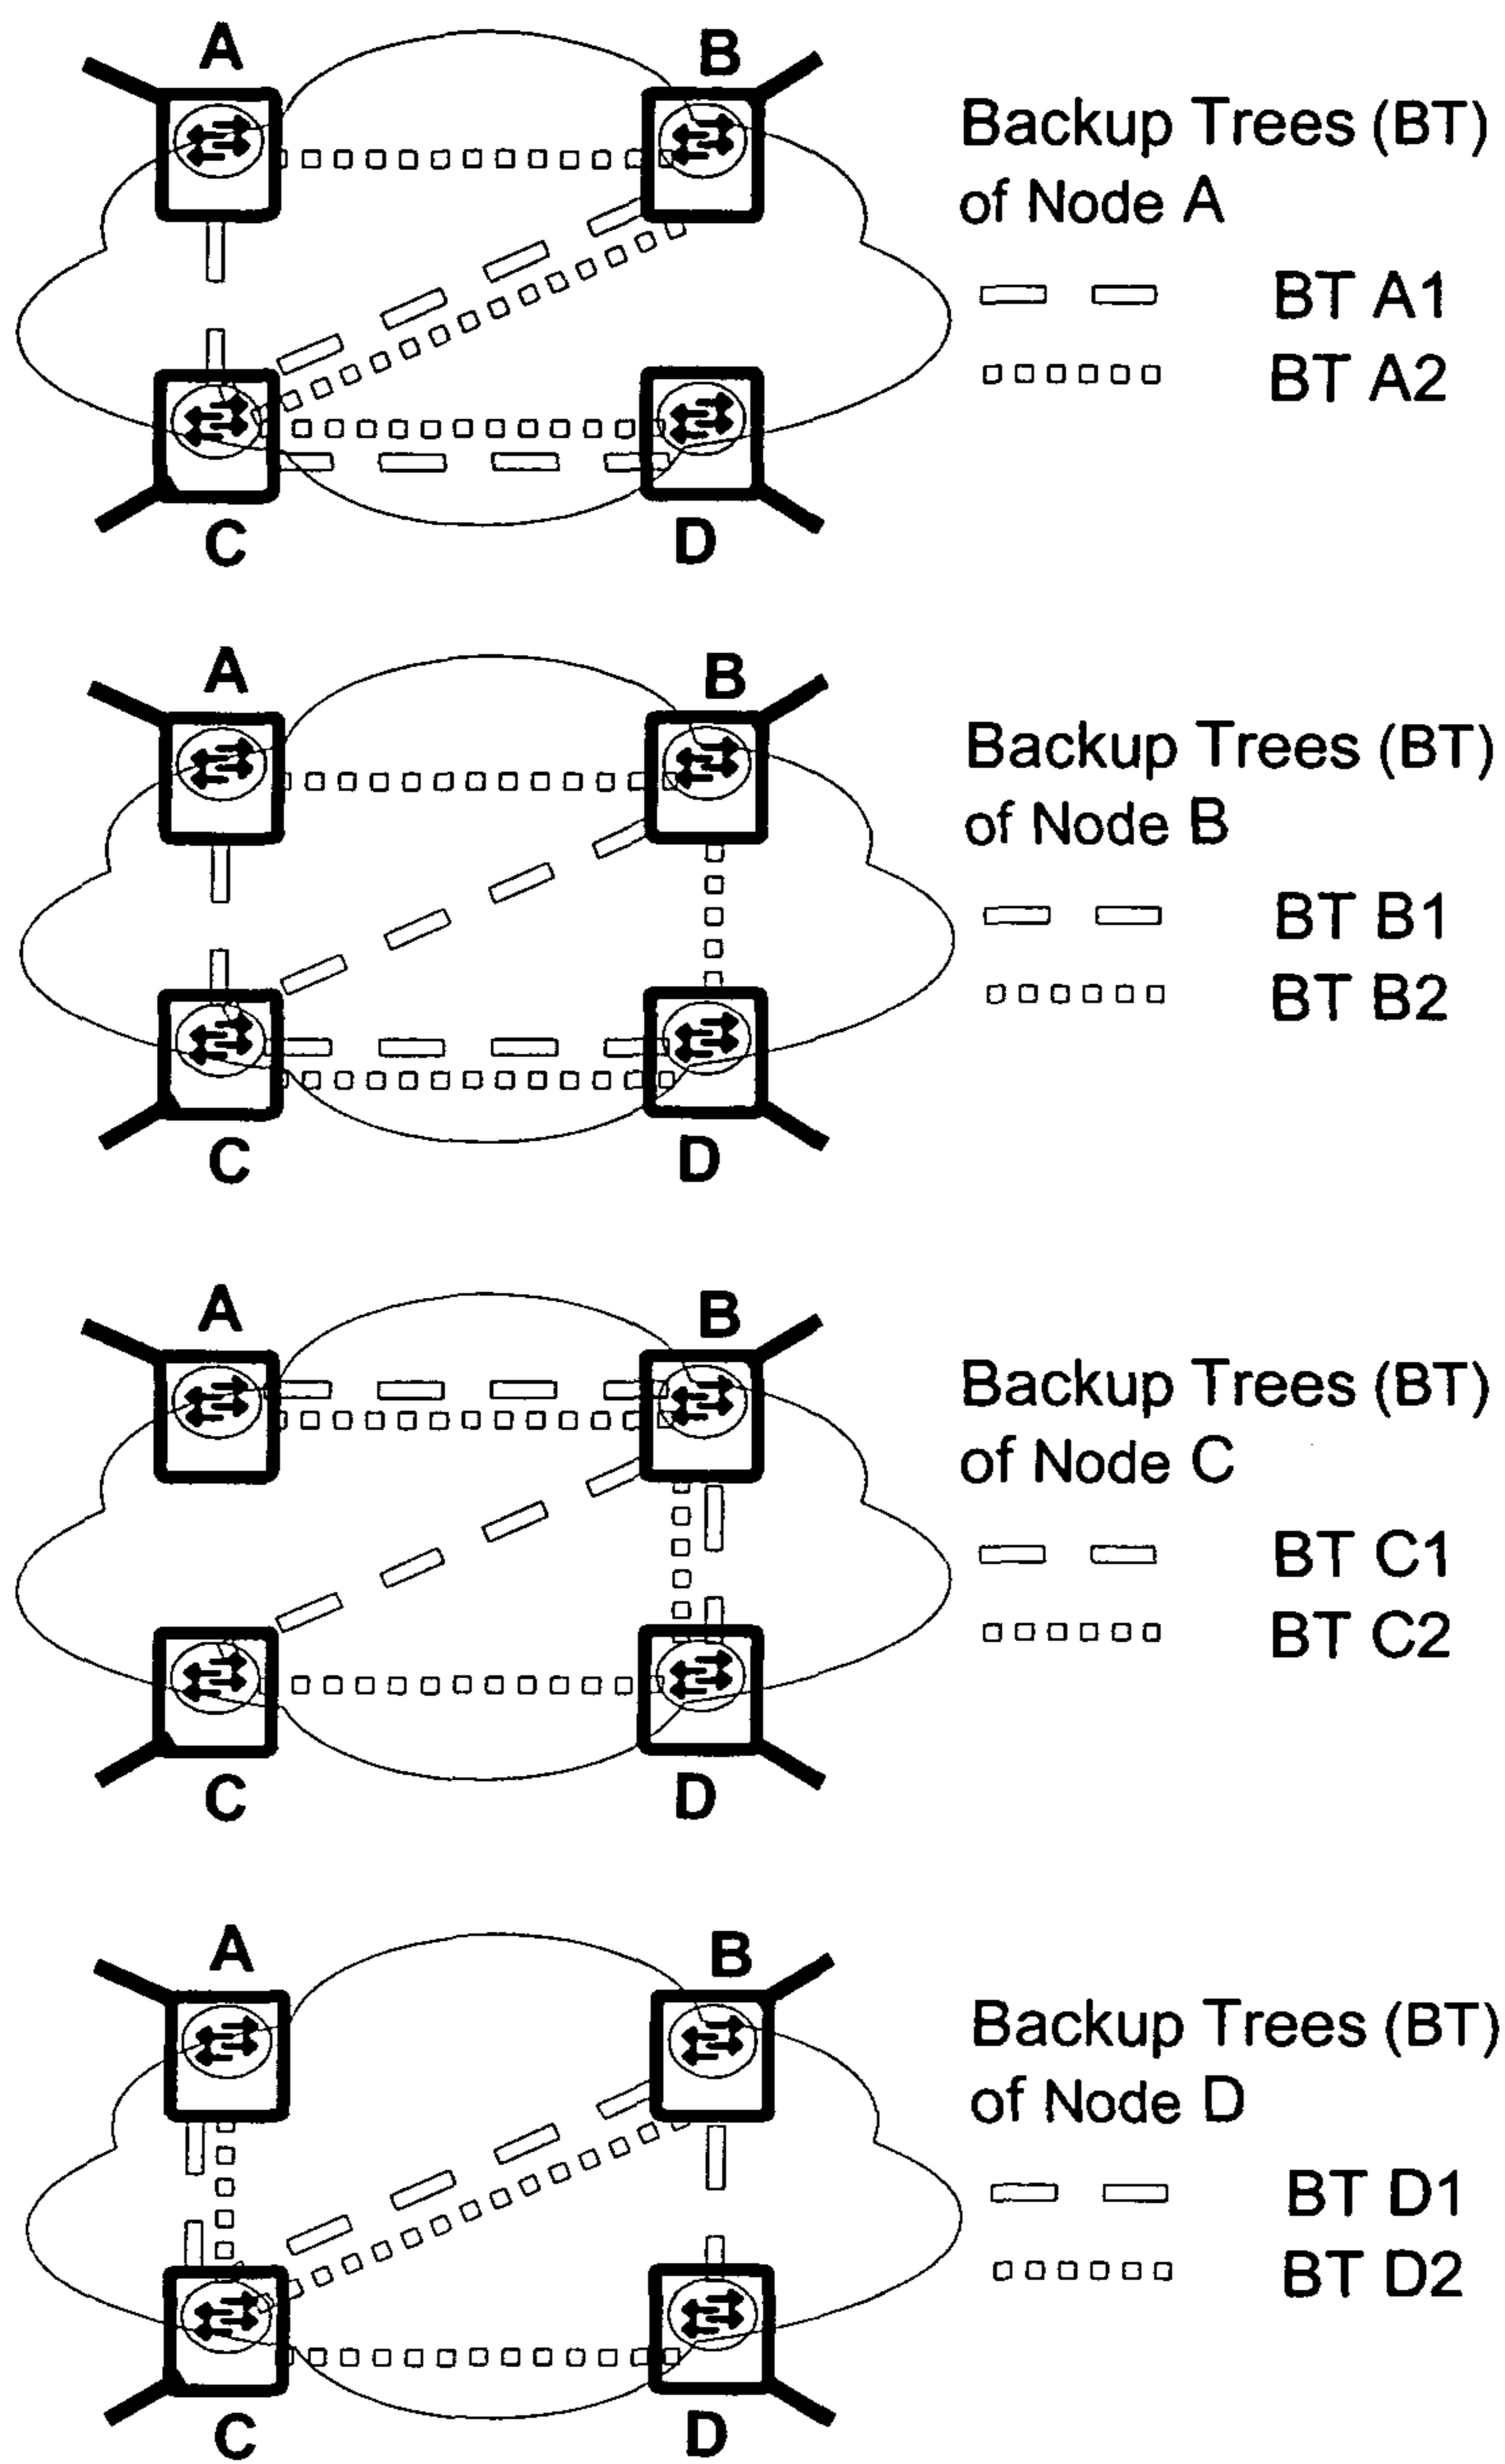 A
B
Backup Trees (BT)
of Node A
BT A1
BT A2
C
D
A
B
Backup Trees (BT)
of Node B
BT B1
BT B2
C
D
A
B
Backup Trees (BT)
of Node C
BT C1
BT C2
C
D
A
B
Backup Trees (BT)
of Node D
BT D1
BT D2
C
D